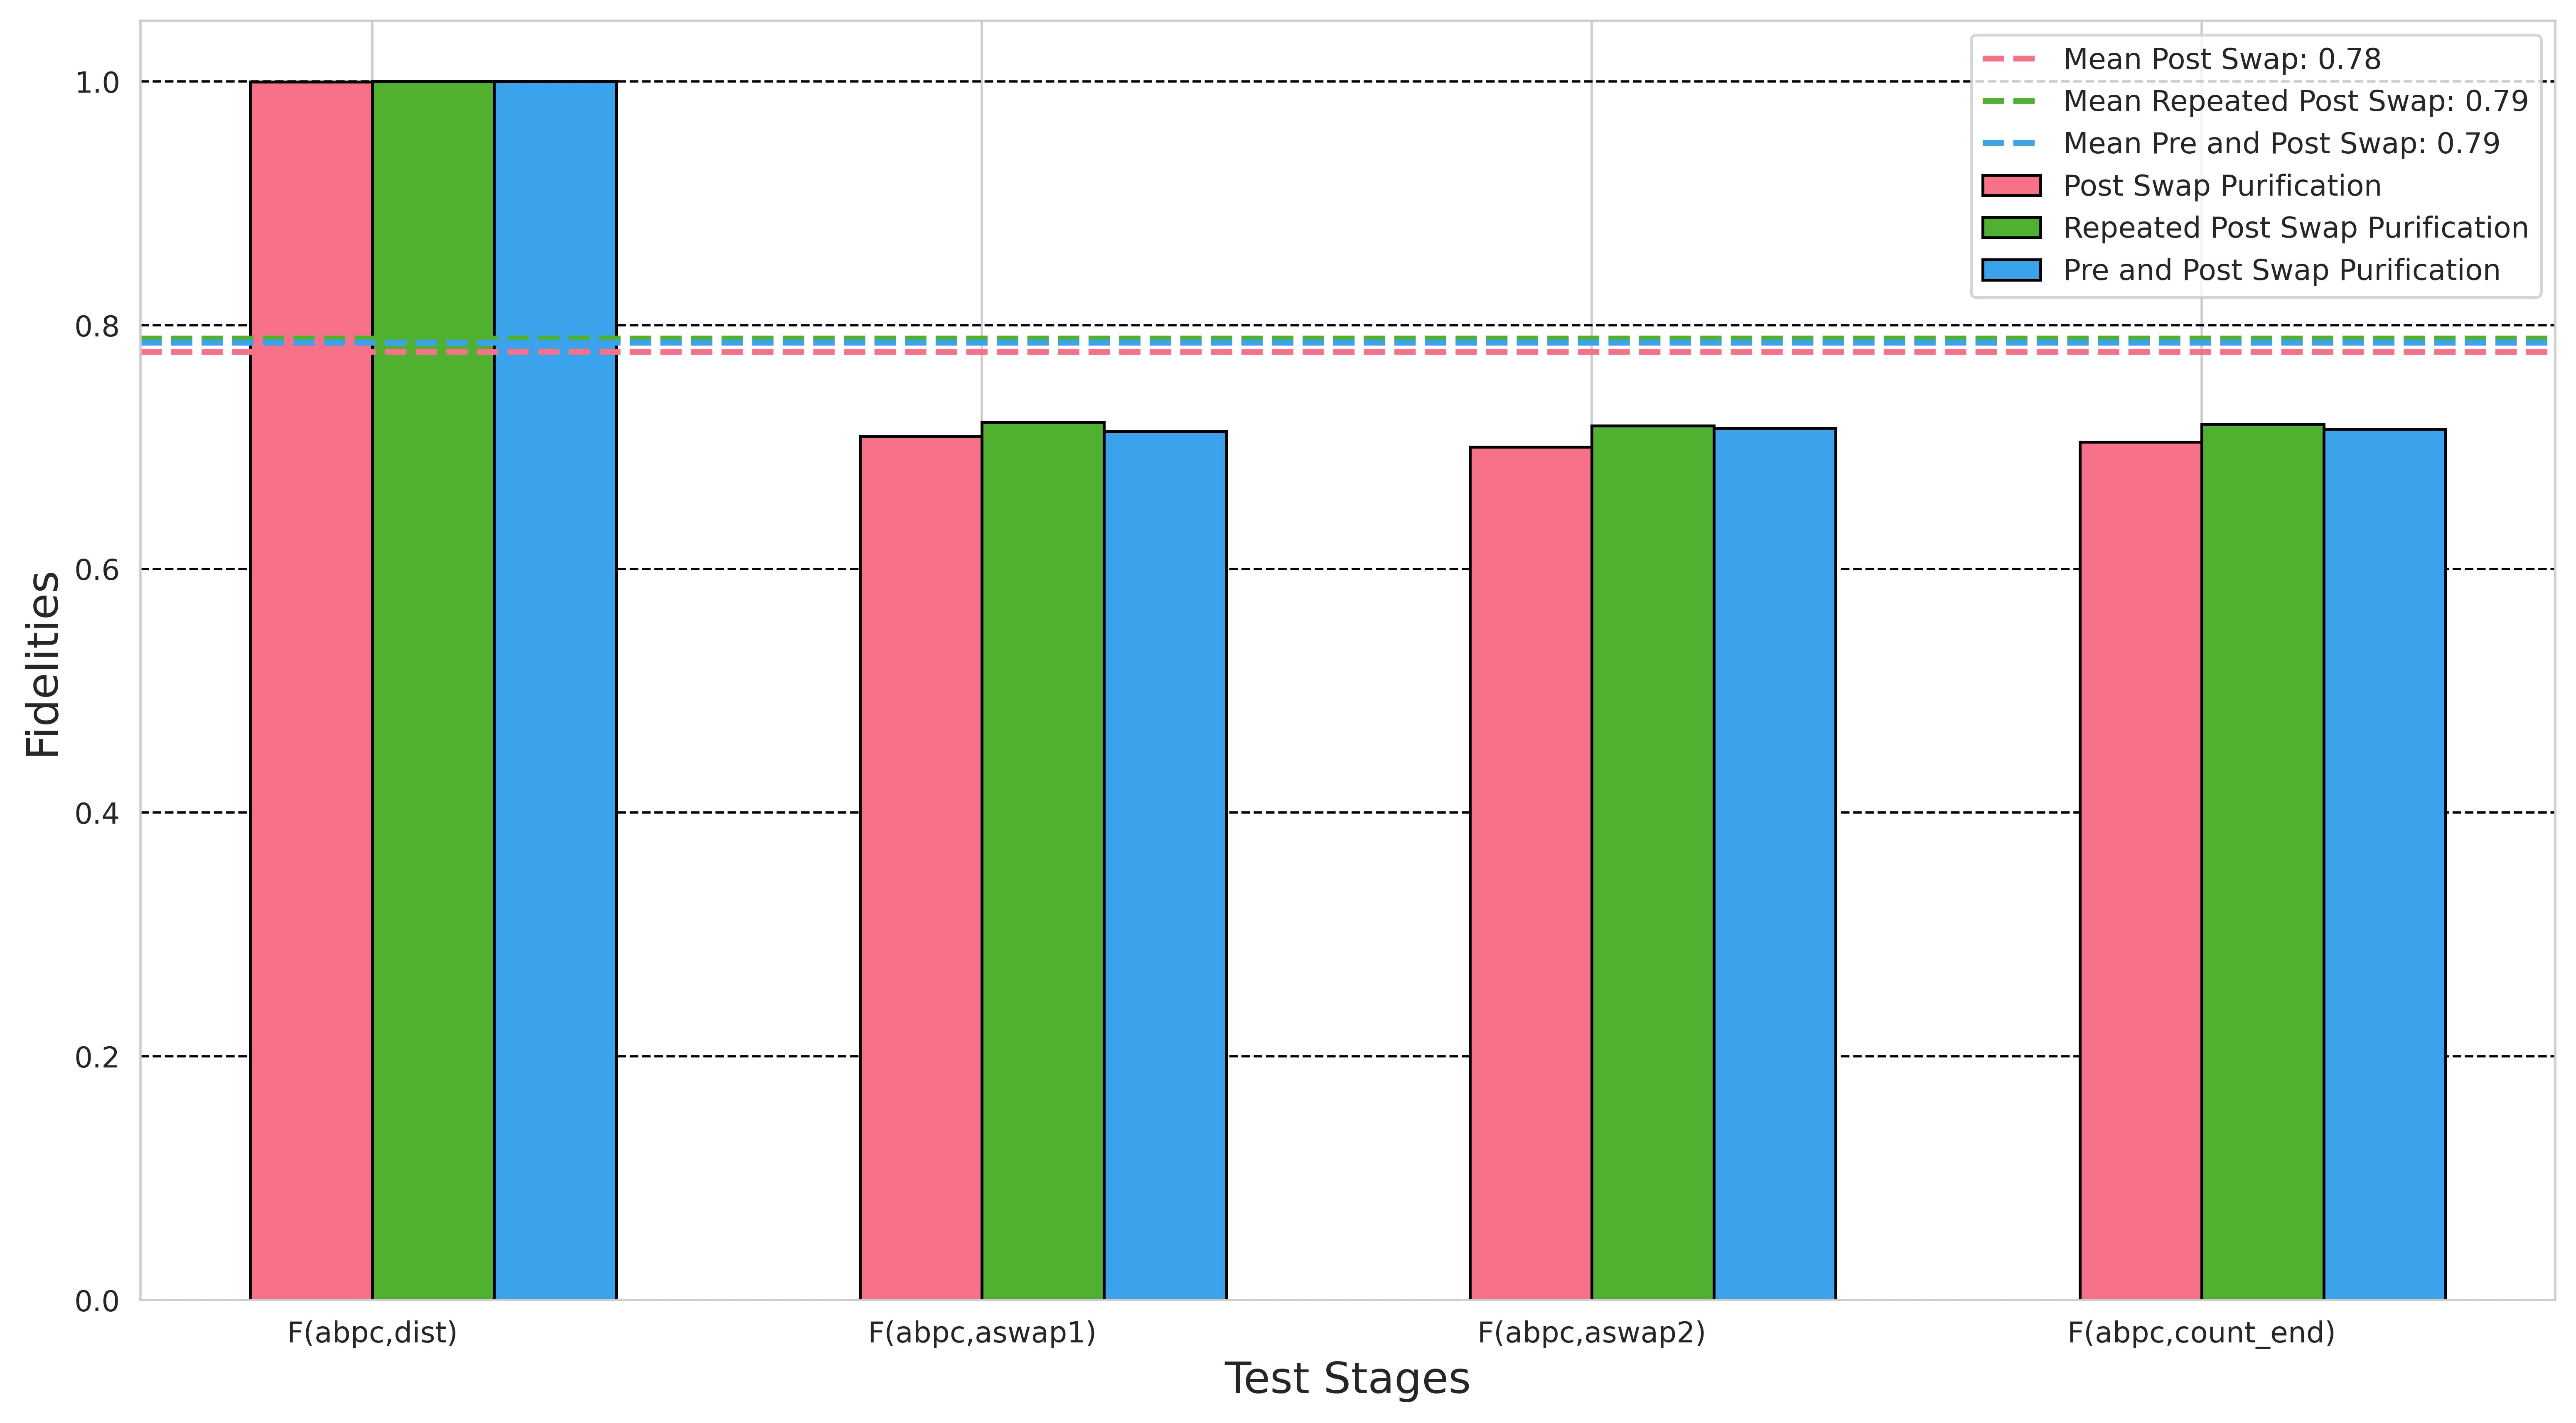 Mean Post Swap: 0.78
Mean Repeated Post Swap: 0.79
Mean Pre and Post Swap: 0.79
Post Swap Purification
Repeated Post Swap Purification
Pre and Post Swap Purification
1.0
0.8
0.6
0.4
0.2
0.0
Fidelities
F(abpc,dist)
F(abpc,aswap1)
F(abpc,aswap2)
F(abpc,count_end)
Test Stages